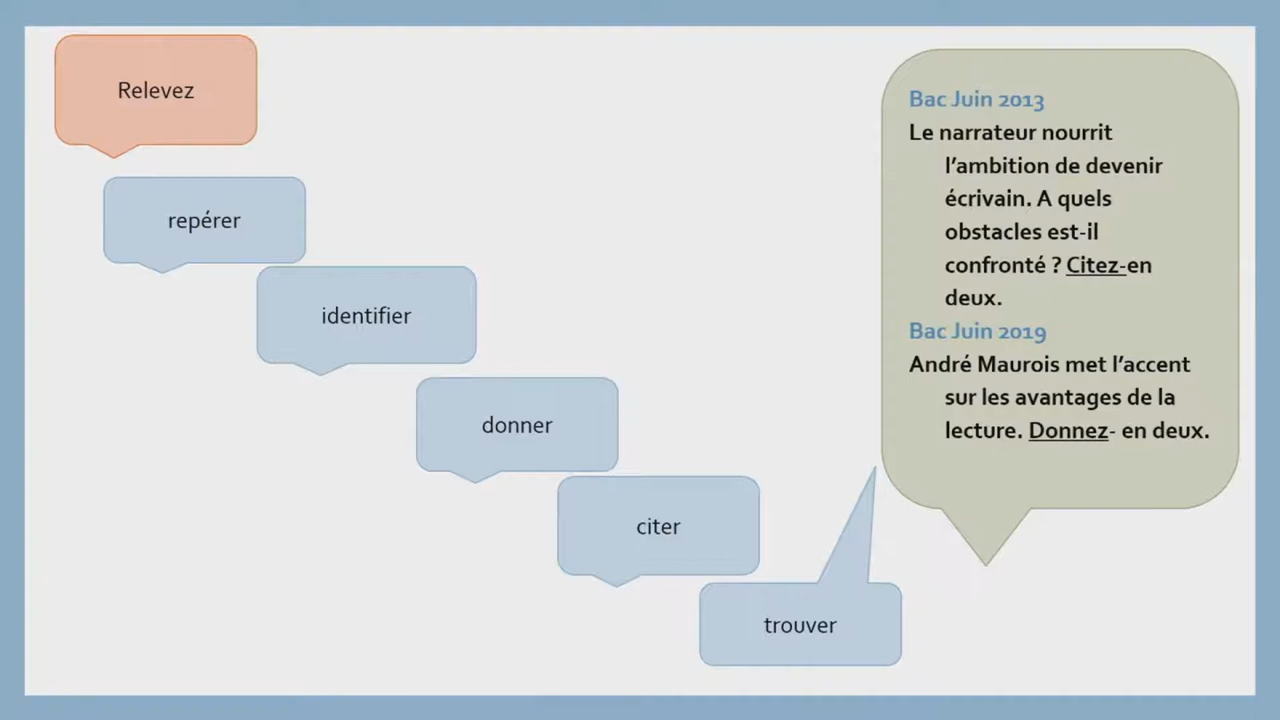 Relevez
repérer
identifier
donner
citer
trouver
Bac Juin 2013
Le narrateur nourrit
l’ambition de devenir
écrivain. A quels
obstacles est-il
confronté ? Citez-en
deux.
Bac Juin 2019
André Maurois met l’accent
sur les avantages de la
lecture. Donnez- en deux.